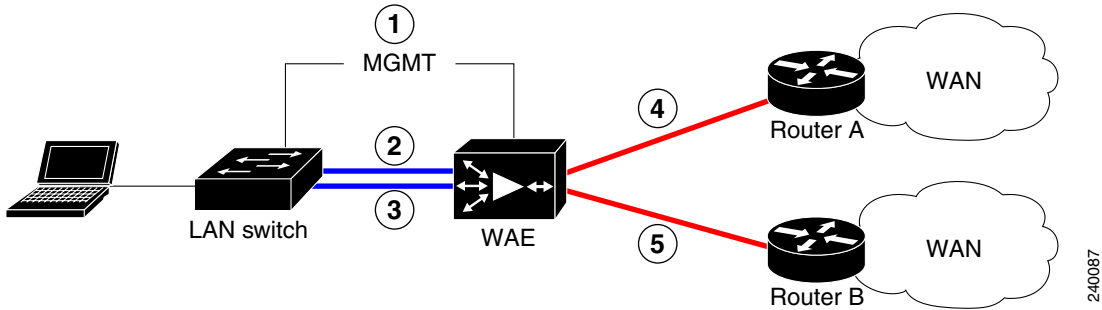 1
MGMT
2
3
LAN switch
WAE
4
5
Router A
WAN
Router B
WAN
240087